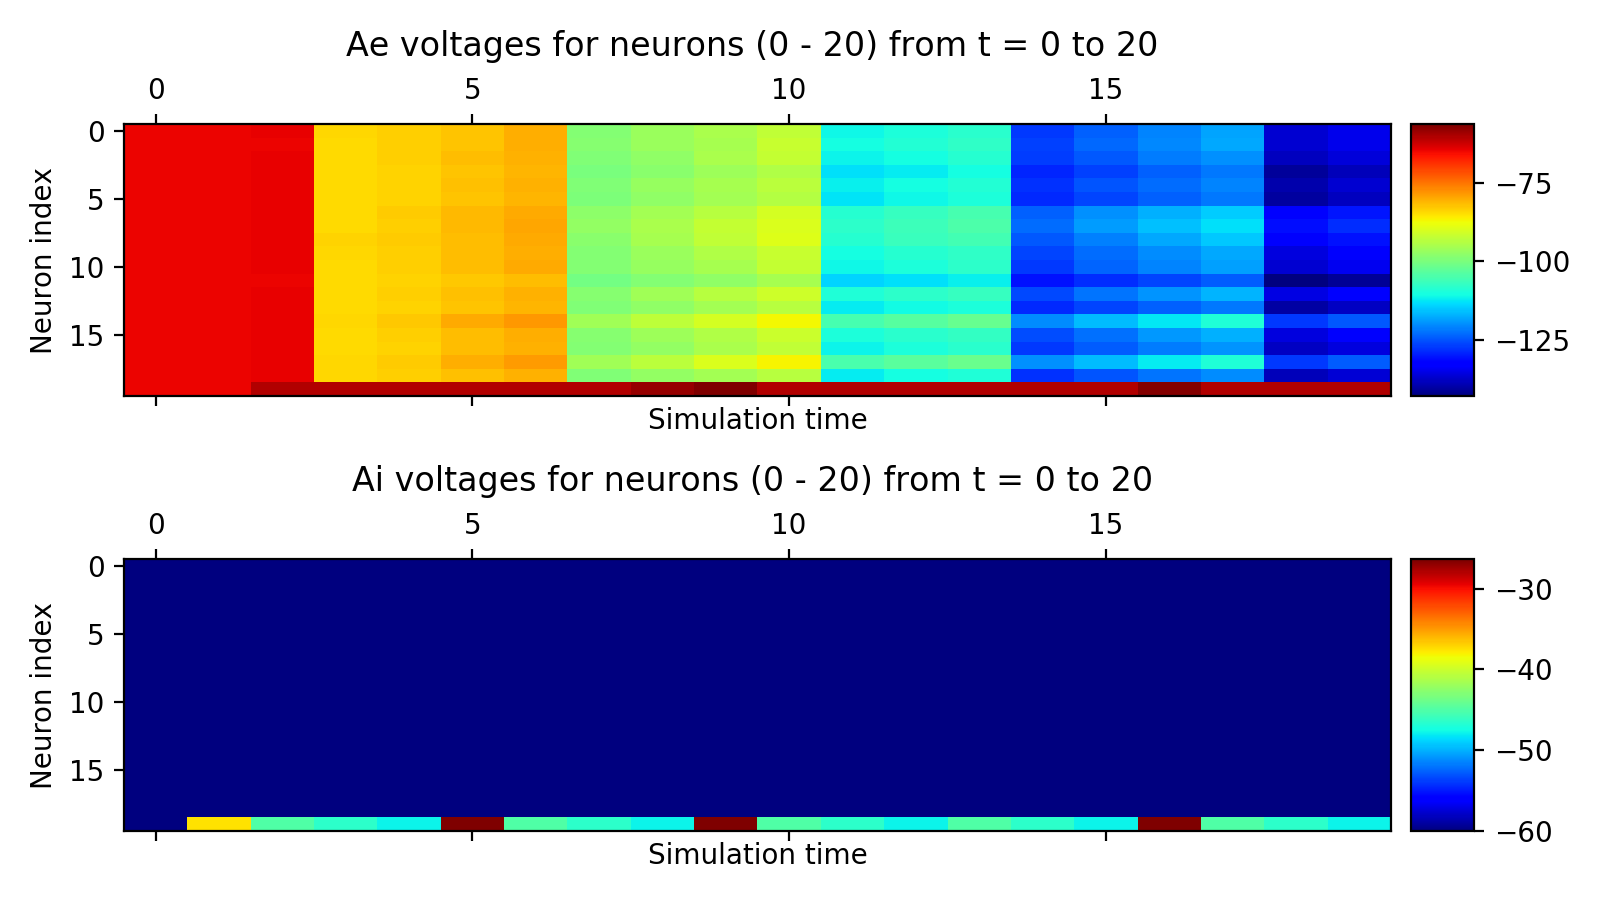 Ae voltages for neurons (0 - 20) from t = 0 to 20
0 5 10 15
Neuron index
0
5
10
15
−75
−100
−125
Simulation time
Ai voltages for neurons (0 - 20) from t = 0 to 20
0 5 10 15
Neuron index
0
5
10
15
−30
−40
−50
−60
Simulation time